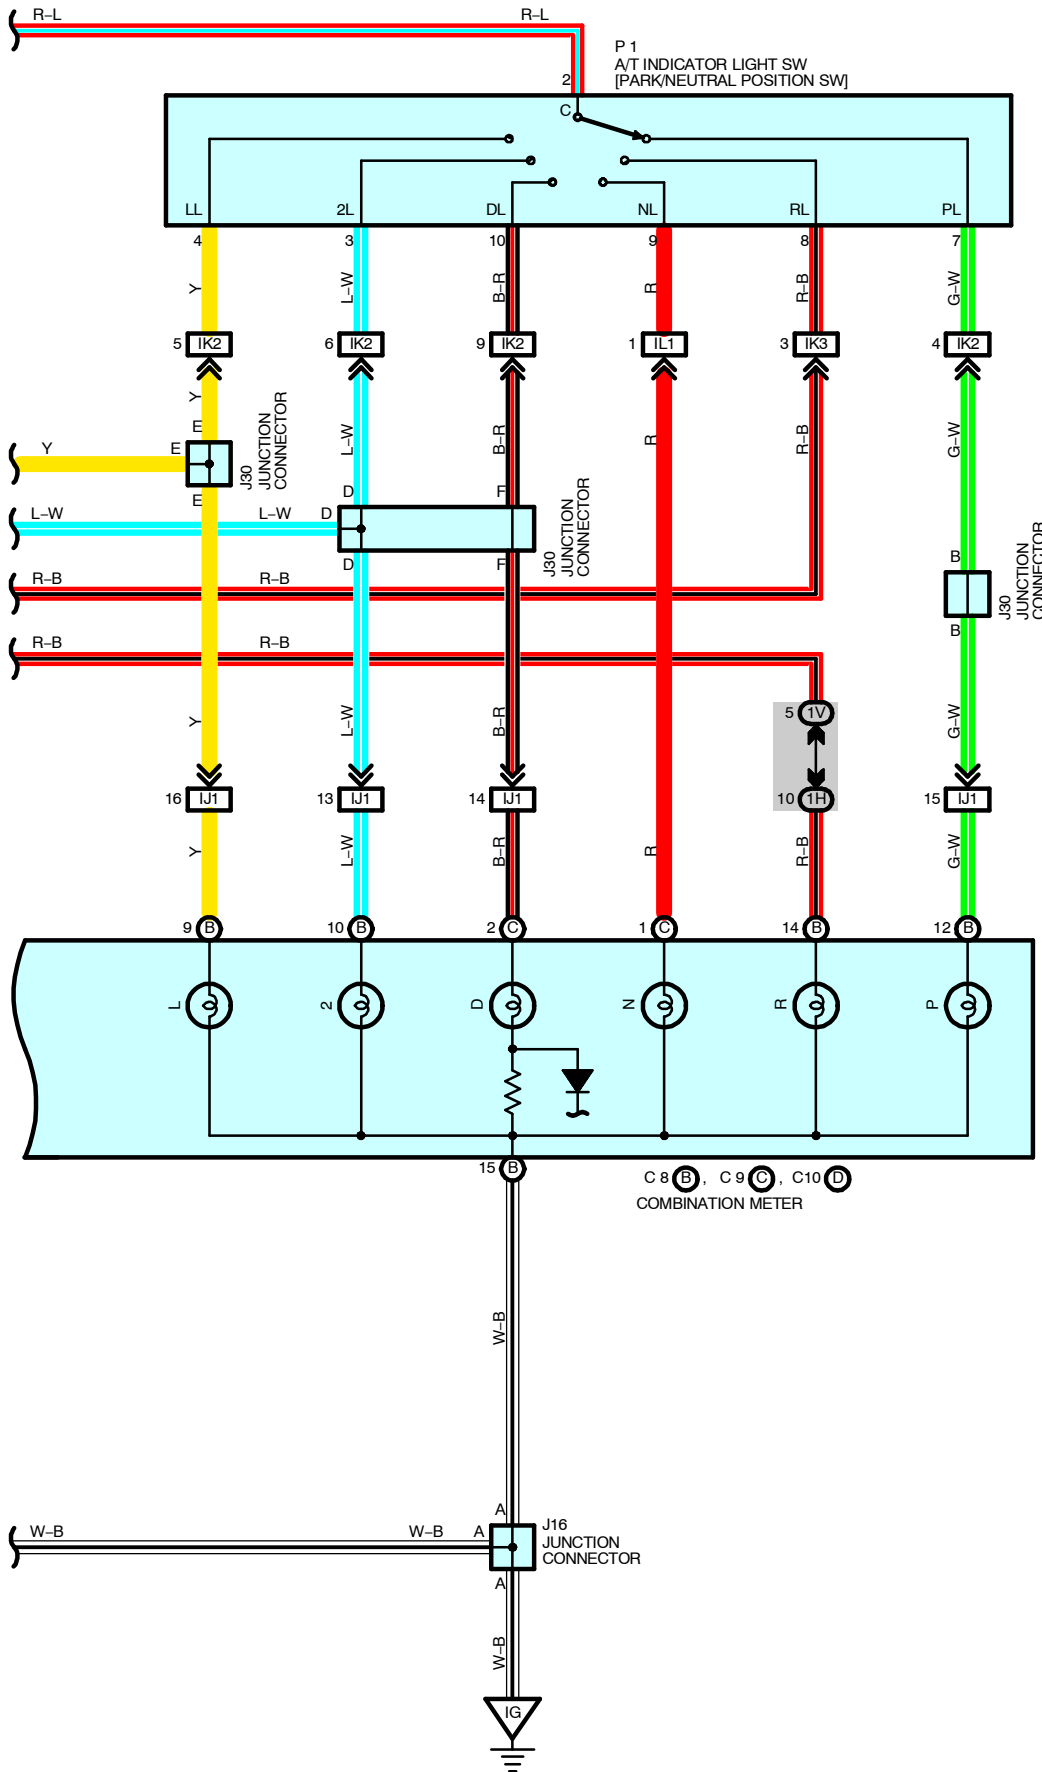 R–L R–L
P 1
A/T INDICATOR LIGHT SW
[PARK/NEUTRAL POSITION SW]
2
C
LL 2L DL NL RL PL
4 3 10 9 8 7
Y L–W B–R R R–B G–W
5 IK2 6 IK2 9 IK2 1 IL1 3 IK3 4 IK2
Y L–W B–R R R–B G–W
E
Y E
J30
JUNCTION
CONNECTOR
E
D F
L–W L–W D
J30
JUNCTION
CONNECTOR
D F
B
J30
JUNCTION
CONNECTOR
B
R–B R–B
R–B R–B
5 1V
Y L–W B–R G–W
16 IJ1 13 IJ1 14 IJ1 10 1H 15 IJ1
Y L–W B–R R R–B G–W
9 B 10 B 2 C 1 C 14 B 12 B
L 2 D N R P
15 B
C 8 B , C 9 C , C10 D
COMBINATION METER
W–B
A
W–B W–B A
J16
JUNCTION
CONNECTOR
A
W–B
IG